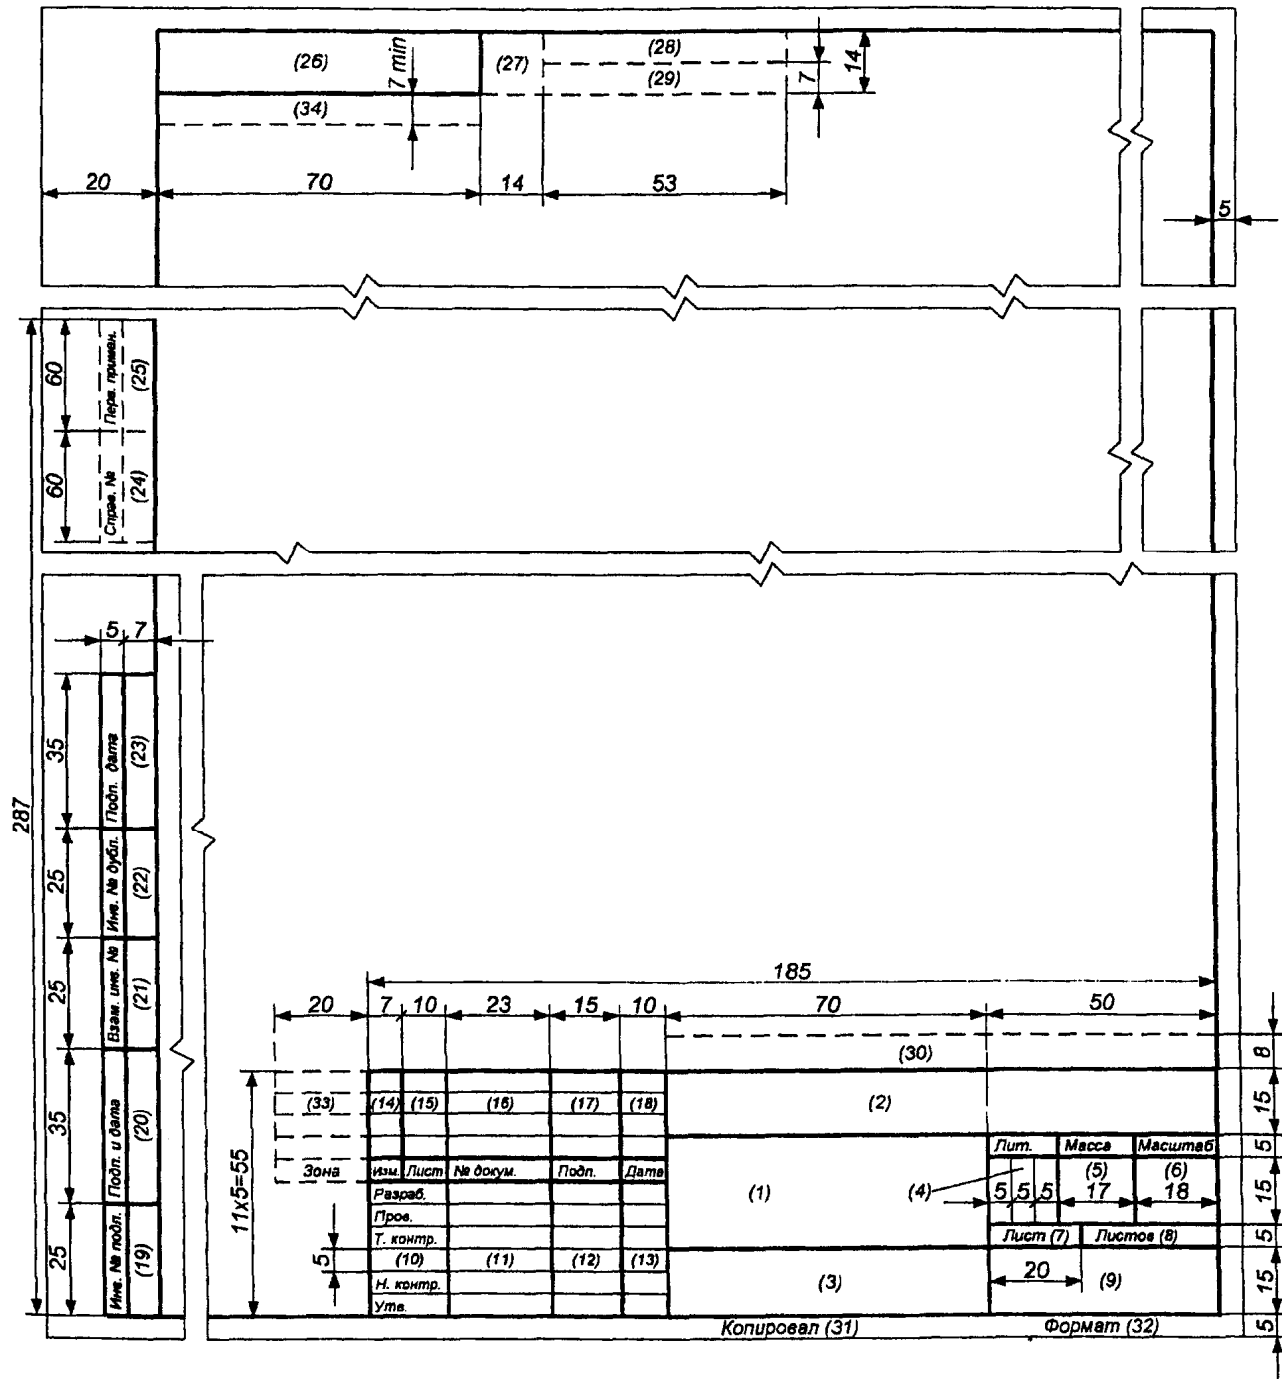 (26)
7 min
(27)
(28)
(29)
7
14
(34)
20
70
14
53
5
287
60
Перв. примен.
(25)
60
Справ. №
(24)
5 7
35
Подп. дата
(23)
25
Инв. № дубл.
(22)
25
Взам. инв. №
(21)
35
Подп. и дата
(20)
25
Инв. № подл.
(19)
185
20 7 10 23 15 10 70 50
(30)
8
(33) (14) (15) (16) (17) (18)
(2)
15
Лит. Масса Масштаб
5
Зона Изм. Лист № докум. Подп. Дата
(4)
(5) (6)
5 5 5 17 18
15
11x5=55
Разраб.
(1)
Пров.
Т. контр.
Лист (7) Листов (8)
5
5
(10) (11) (12) (13)
Н. контр.
(3)
20
(9)
15
Утв.
Копировал (31) Формат (32)
5